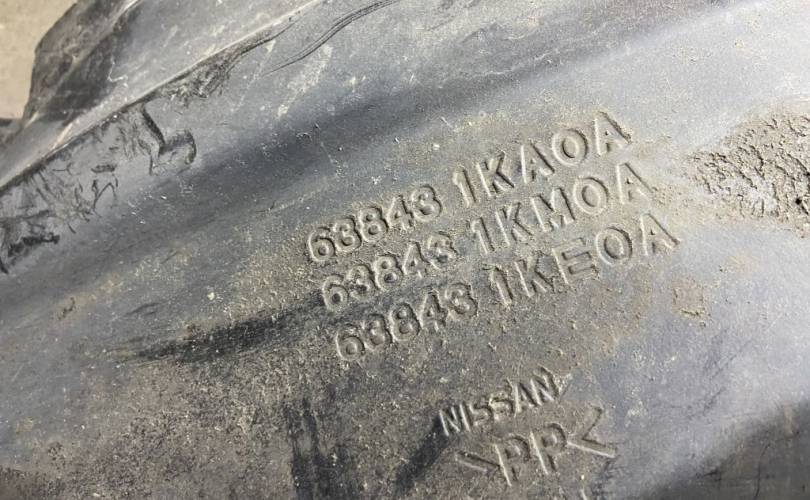 63843 1KA0A
63843 1KM0A
63843 1KE0A
NISSAN
>PP<